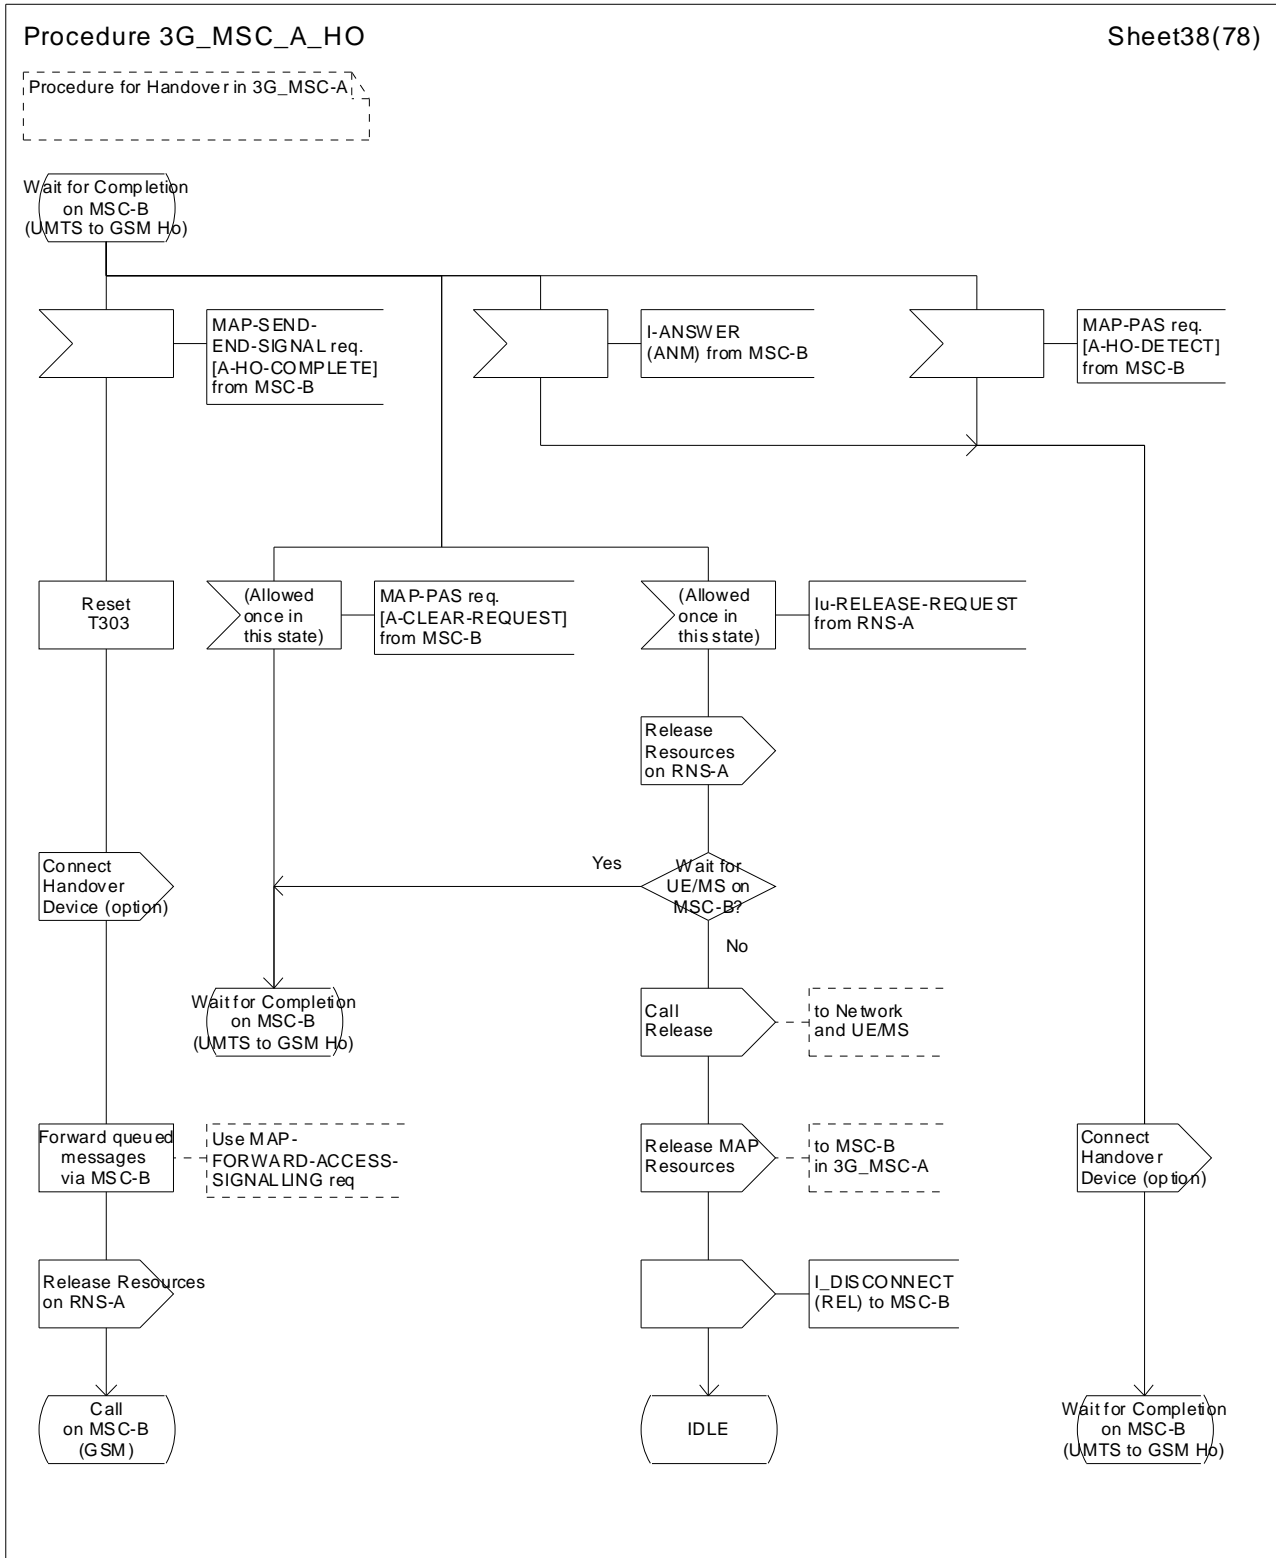 Procedure 3G_MSC_A_HO
Sheet38(78)
Procedure for Handover in 3G_MSC-A
Wait for Completion
on MSC-B
(UMTS to GSM Ho)
MAP-SEND-
END-SIGNAL req.
[A-HO-COMPLETE]
from MSC-B
I-ANSWER
(ANM) from MSC-B
MAP-PAS req.
[A-HO-DETECT]
from MSC-B
Reset
T303
(Allowed
once in
this state)
MAP-PAS req.
[A-CLEAR-REQUEST]
from MSC-B
(Allowed
once in
this state)
Iu-RELEASE-REQUEST
from RNS-A
Release
Resources
on RNS-A
Connect
Handover
Device (option)
Yes
Wait for
UE/MS on
MSC-B?
No
Wait for Completion
on MSC-B
(UMTS to GSM Ho)
Call
Release
to Network
and UE/MS
Forward queued
messages
via MSC-B
Use MAP-
FORWARD-ACCESS-
SIGNALLING req
Release MAP
Resources
to MSC-B
in 3G_MSC-A
Connect
Handover
Device (option)
Release Resources
on RNS-A
I_DISCONNECT
(REL) to MSC-B
Call
on MSC-B
(GSM)
IDLE
Wait for Completion
on MSC-B
(UMTS to GSM Ho)